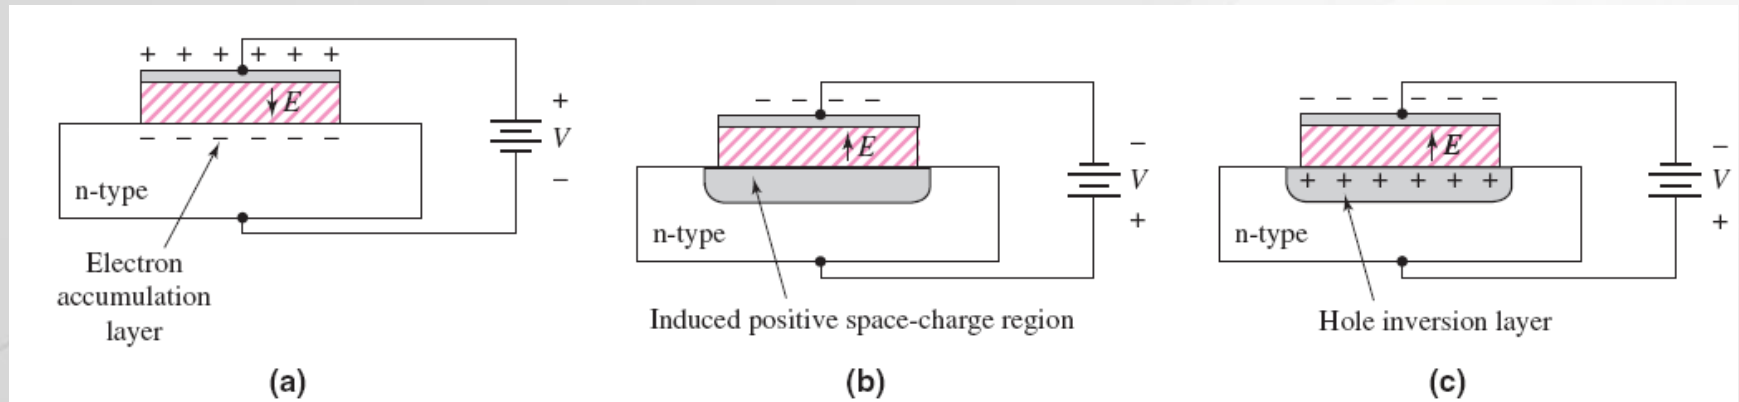 + + + + + +
E
+
V
−
− − − − − −
n-type
Electron
accumulation
layer
(a)
− − − −
E
−
V
+
n-type
Induced positive space-charge region
(b)
− − − − − −
E
−
V
+
+ + + + + +
n-type
Hole inversion layer
(c)